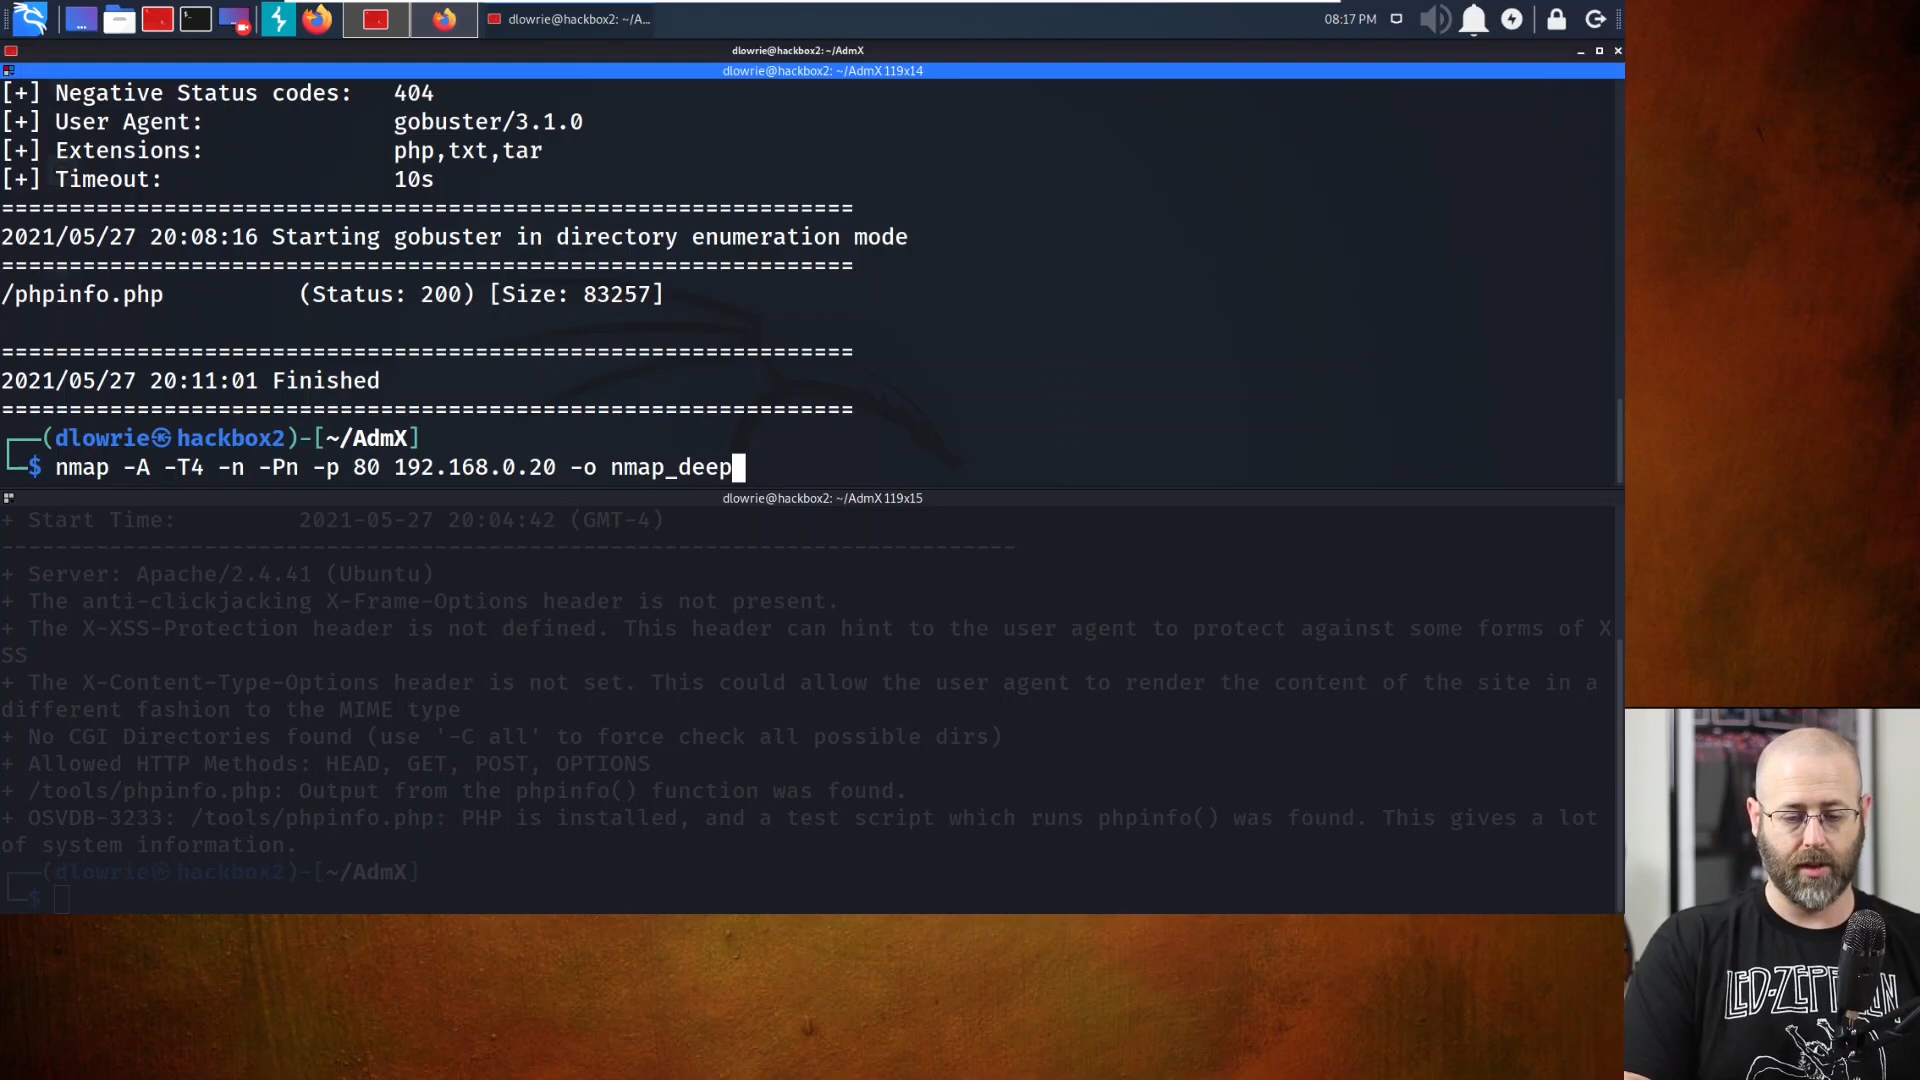 dlowrie@hackbox2: ~/A...
08:17 PM
dlowrie@hackbox2: ~/AdmX
dlowrie@hackbox2: ~/AdmX 119x14
[+] Negative Status codes:   404
[+] User Agent:              gobuster/3.1.0
[+] Extensions:              php,txt,tar
[+] Timeout:                 10s
===============================================================
2021/05/27 20:08:16 Starting gobuster in directory enumeration mode
===============================================================
/phpinfo.php          (Status: 200) [Size: 83257]
===============================================================
2021/05/27 20:11:01 Finished
===============================================================
┌──(dlowrie㉿hackbox2)-[~/AdmX]
└─$ nmap -A -T4 -n -Pn -p 80 192.168.0.20 -o nmap_deep
dlowrie@hackbox2: ~/AdmX 119x15
+ Start Time:         2021-05-27 20:04:42 (GMT-4)
---------------------------------------------------------------------------
+ Server: Apache/2.4.41 (Ubuntu)
+ The anti-clickjacking X-Frame-Options header is not present.
+ The X-XSS-Protection header is not defined. This header can hint to the user agent to protect against some forms of X
SS
+ The X-Content-Type-Options header is not set. This could allow the user agent to render the content of the site in a
different fashion to the MIME type
+ No CGI Directories found (use '-C all' to force check all possible dirs)
+ Allowed HTTP Methods: HEAD, GET, POST, OPTIONS
+ /tools/phpinfo.php: Output from the phpinfo() function was found.
+ OSVDB-3233: /tools/phpinfo.php: PHP is installed, and a test script which runs phpinfo() was found. This gives a lot
of system information.
┌──(dlowrie㉿hackbox2)-[~/AdmX]
└─$
LED-ZEPPELIN